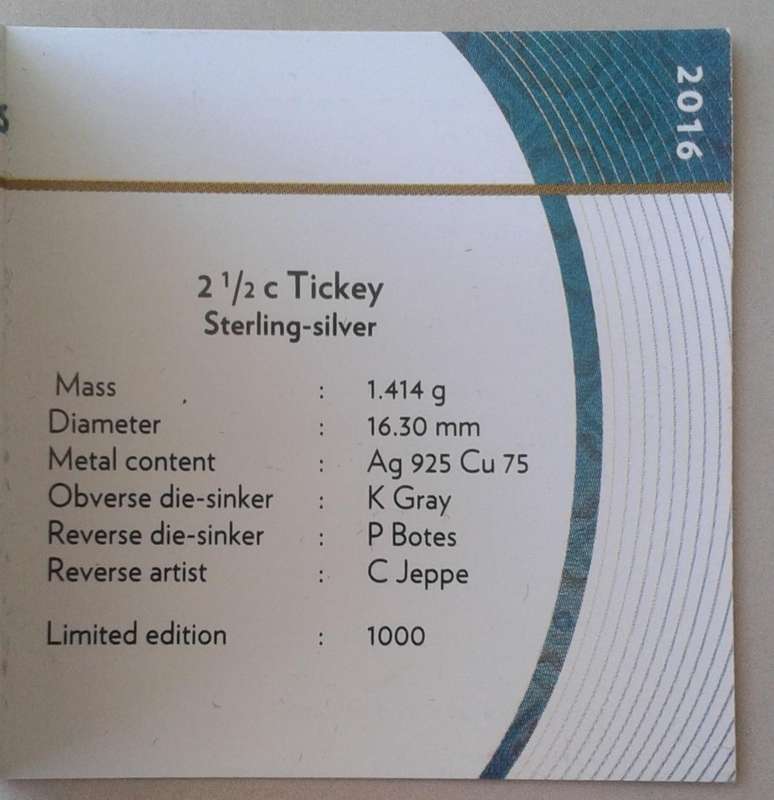 2016
2 1/2 c Tickey
Sterling-silver
Mass : 1.414 g
Diameter : 16.30 mm
Metal content : Ag 925 Cu 75
Obverse die-sinker : K Gray
Reverse die-sinker : P Botes
Reverse artist : C Jeppe
Limited edition : 1000